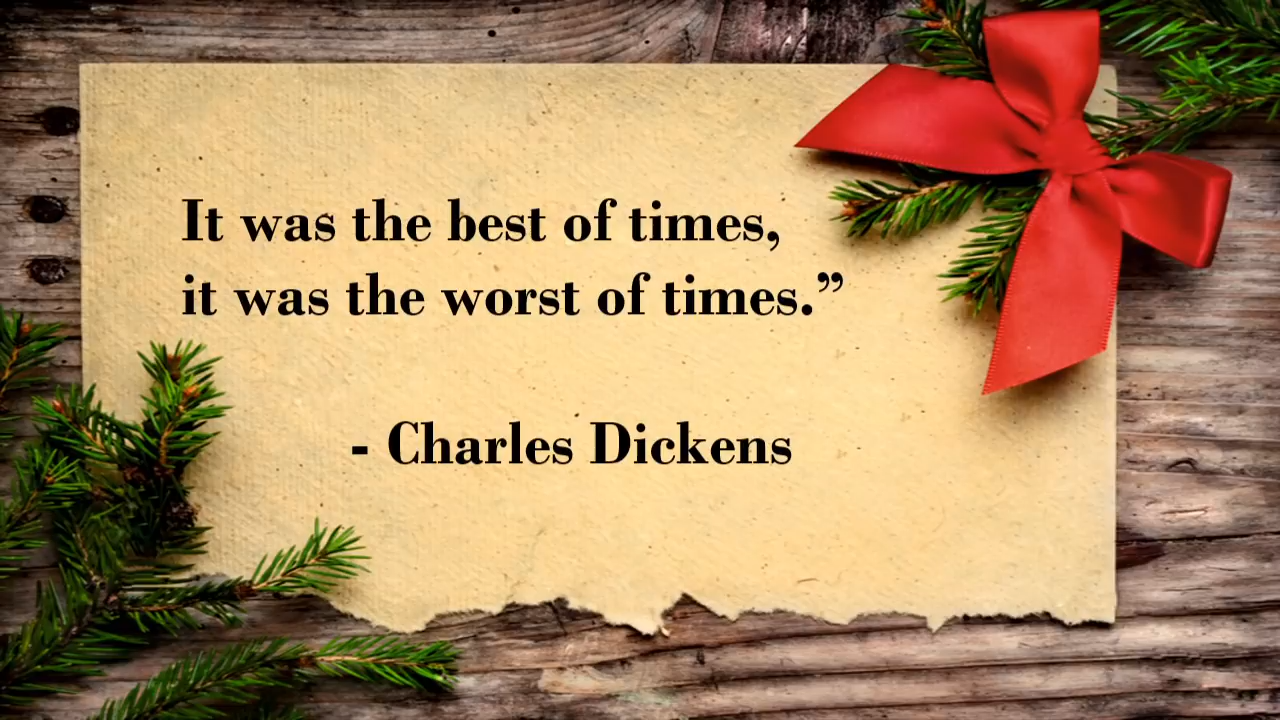 It was the best of times,
it was the worst of times.”
- Charles Dickens